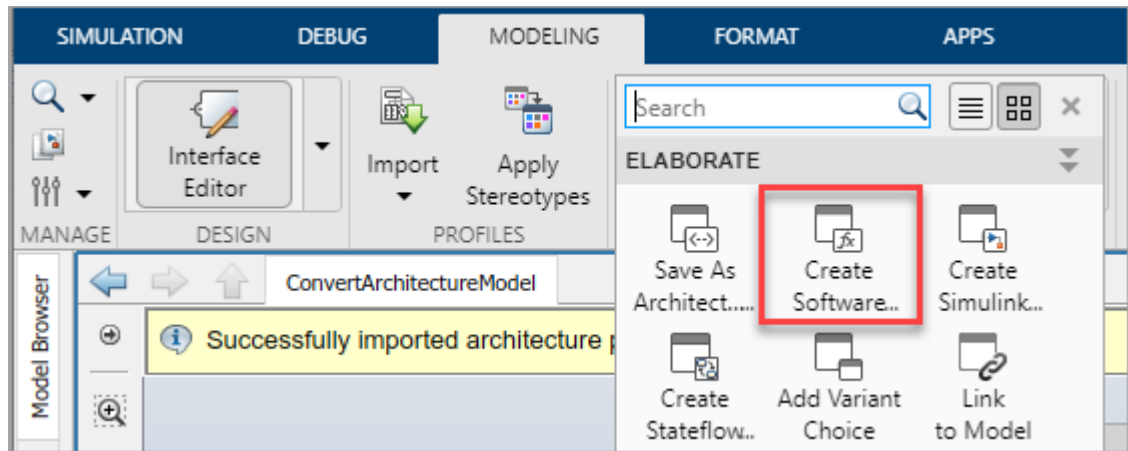 SIMULATION DEBUG MODELING FORMAT APPS
Search
ELABORATE
Interface
Editor
Import
Apply
Stereotypes
MANAGE DESIGN PROFILES
Save As
Architect.....
Create
Software...
Create
Simulink...
Model Browser
ConvertArchitectureModel
Successfully imported architecture
Create
Stateflow...
Add Variant
Choice
Link
to Model